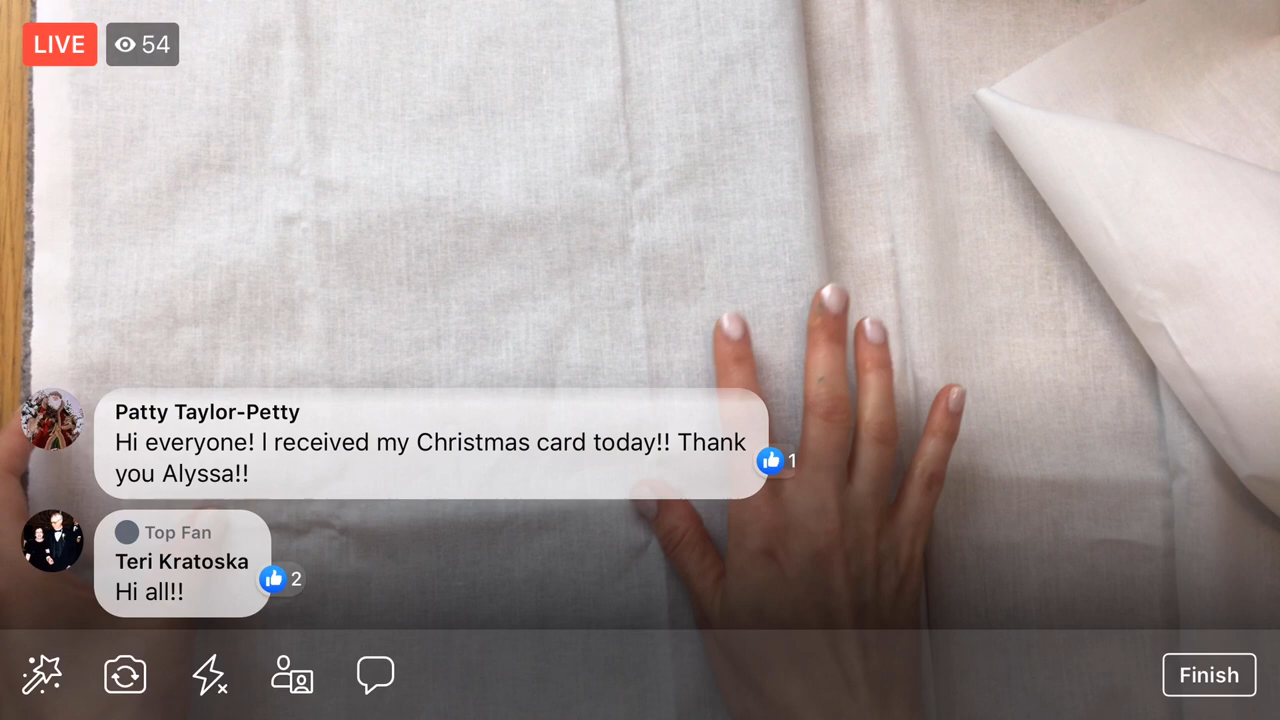 LIVE 54
Patty Taylor-Petty
Hi everyone! I received my Christmas card today!! Thank
you Alyssa!!
1
Top Fan
Teri Kratoska
Hi all!!
2
Finish